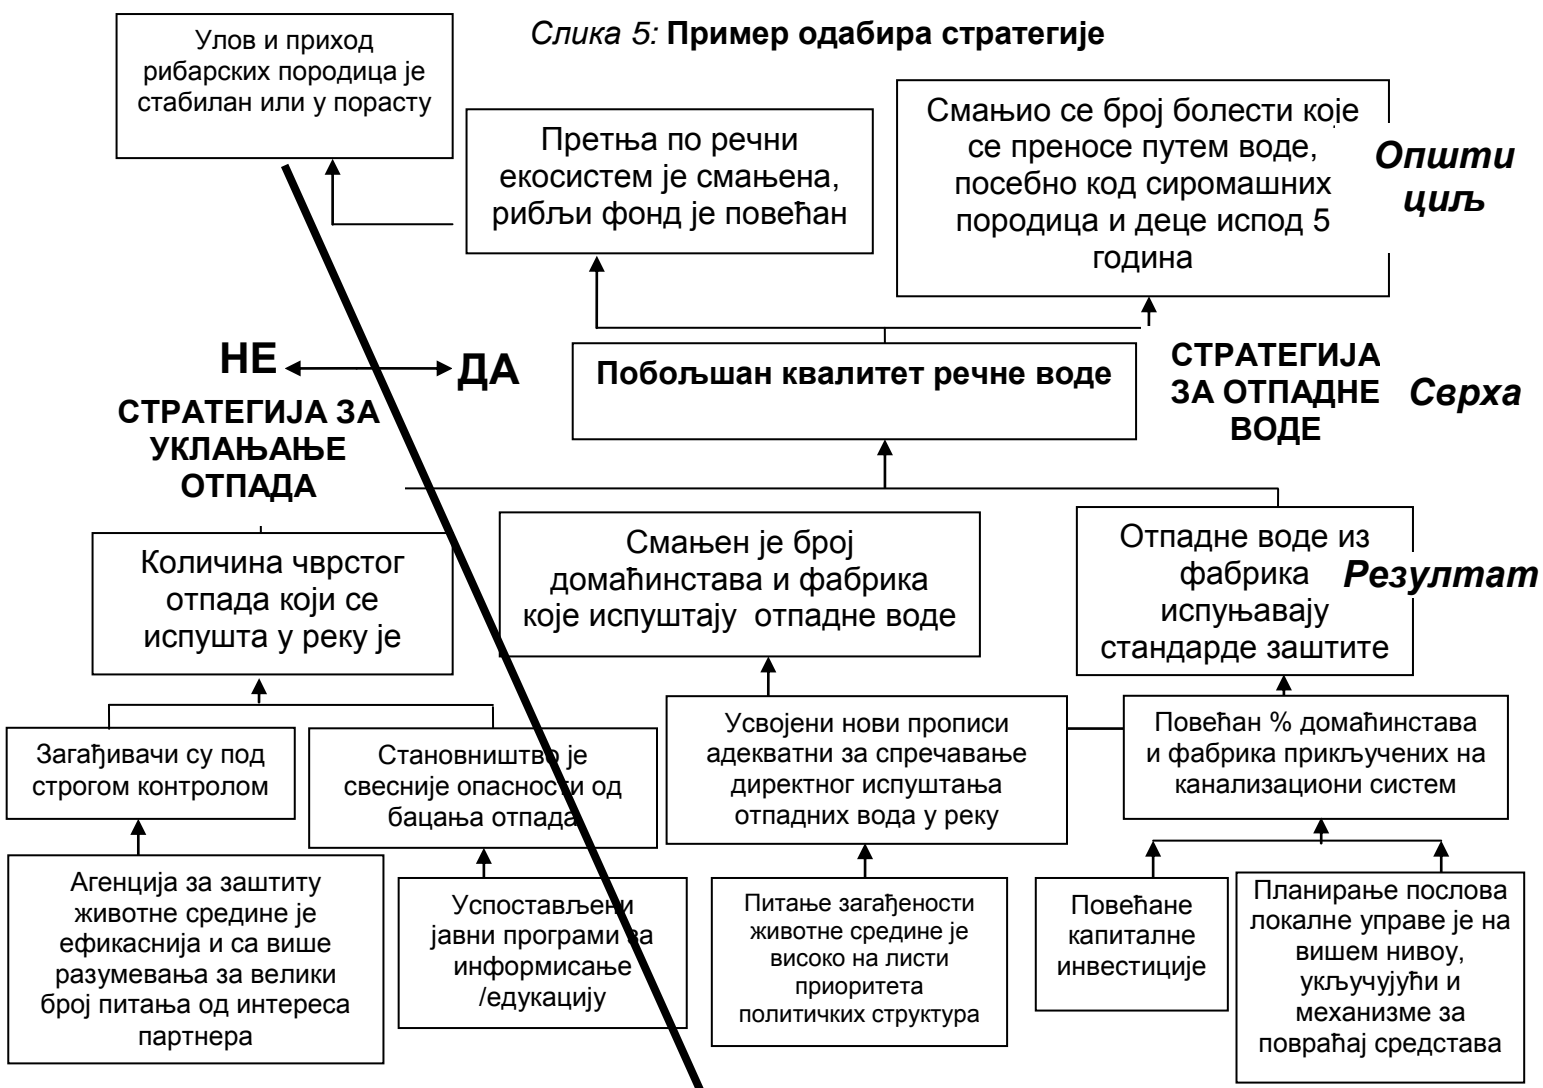 Слика 5: Пример одабира стратегије
Улов и приход
рибарских породица је
стабилан или у порасту
Претња по речни
екосистем је смањена,
рибљи фонд је повећан
Смањио се број болести које
се преносе путем воде,
посебно код сиромашних
породица и деце испод 5
година
Општи
циљ
НЕ
ДА
СТРАТЕГИЈА ЗА
УКЛАЊАЊЕ
ОТПАДА
Побољшан квалитет речне воде
СТРАТЕГИЈА
ЗА ОТПАДНЕ
ВОДЕ
Сврха
Количина чврстог
отпада који се
испушта у реку је
Смањен је број
домаћинстава и фабрика
које испуштају отпадне воде
Отпадне воде из
фабрика
испуњавају
стандарде заштите
Резултат
Загађивачи су под
строгом контролом
Становништво је
свесније опасности од
бацања отпада
Усвојени нови прописи
адекватни за спречавање
директног испуштања
отпадних вода у реку
Повећан % домаћинстава
и фабрика прикључених на
канализациони систем
Агенција за заштиту
животне средине је
ефикаснија и са више
разумевања за велики
број питања од интереса
партнера
Успостављени
јавни програми за
информисање
/едукацију
Питање загађености
животне средине је
високо на листи
приоритета
политичких структура
Повећане
капиталне
инвестиције
Планирање послова
локалне управе је на
вишем нивоу,
укључујући и
механизме за
повраћај средстава